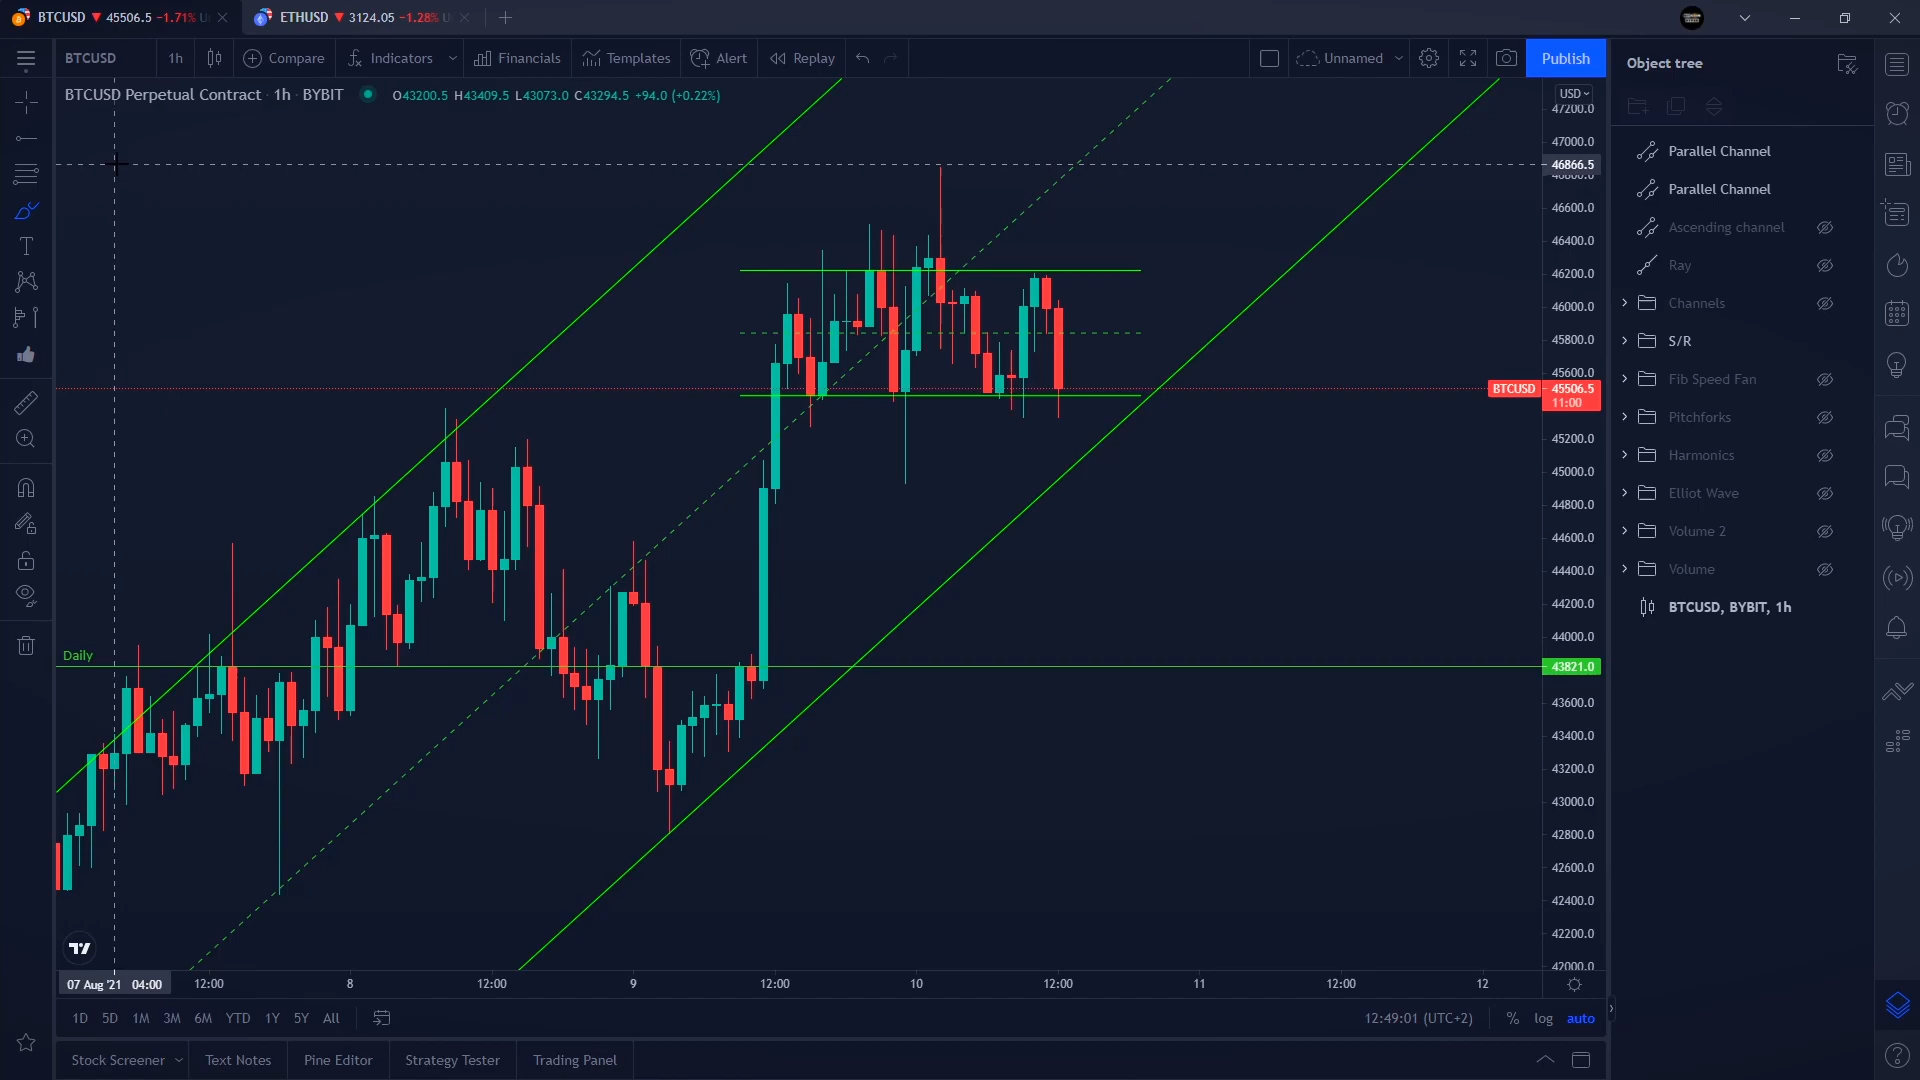 BTCUSD ▼ 45506.5 −1.71% U
ETHUSD ▼ 3124.05 −1.28% U
BTCUSD
1h
Compare
Indicators
Financials
Templates
Alert
Replay
Unnamed
Publish
Object tree
BTCUSD Perpetual Contract · 1h · BYBIT
O43200.5 H43409.5 L43073.0 C43294.5 +94.0 (+0.22%)
USD
47200.0
47000.0
46866.5
46800.0
46600.0
46400.0
46200.0
46000.0
45800.0
45600.0
BTCUSD 45506.5
11:00
45200.0
45000.0
44800.0
44600.0
44400.0
44200.0
44000.0
Daily
43821.0
43600.0
43400.0
43200.0
43000.0
42800.0
42600.0
42400.0
42200.0
42000.0
Parallel Channel
Parallel Channel
Ascending channel
Ray
Channels
S/R
Fib Speed Fan
Pitchforks
Harmonics
Elliot Wave
Volume 2
Volume
BTCUSD, BYBIT, 1h
07 Aug '21 04:00
12:00
8
12:00
9
12:00
10
12:00
11
12:00
12
1D 5D 1M 3M 6M YTD 1Y 5Y All
12:49:01 (UTC+2)
% log auto
Stock Screener
Text Notes
Pine Editor
Strategy Tester
Trading Panel